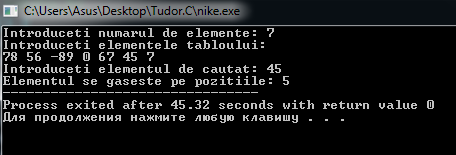 C:\Users\Asus\Desktop\Tudor.C\nike.exe
Introduceti numarul de elemente: 7
Introduceti elementele tabloului:
78 56 -89 0 67 45 7
Introduceti elementul de cautat: 45
Elementul se gaseste pe pozitiile: 5
--------------------------------
Process exited after 45.32 seconds with return value 0
Для продолжения нажмите любую клавишу . . .